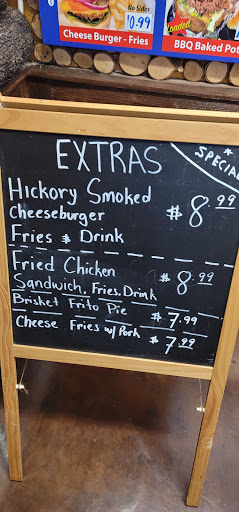 No Sides
$10.99
Cheese Burger - Fries
Loaded
BBQ Baked Pot
EXTRAS
SPECIAL
Hickory Smoked
Cheeseburger
$8.99
Fries & Drink
Fried Chicken
$8.99
Sandwich, Fries, Drink
Brisket Frito Pie
$7.99
Cheese Fries w/ Pork
$7.99